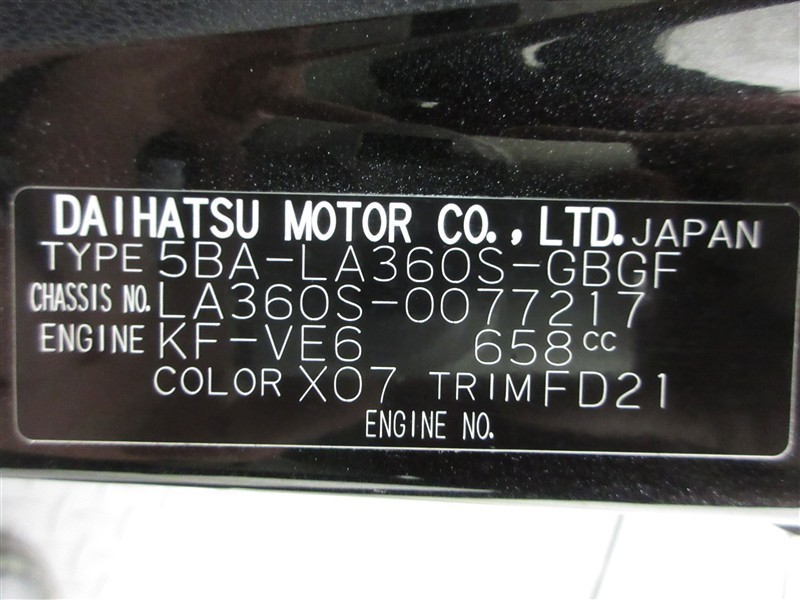 DAIHATSU MOTOR CO., LTD. JAPAN
TYPE 5BA-LA360S-GBGF
CHASSIS NO. LA360S-0077217
ENGINE KF-VE6 658cc
COLOR X07 TRIM FD21
ENGINE NO.